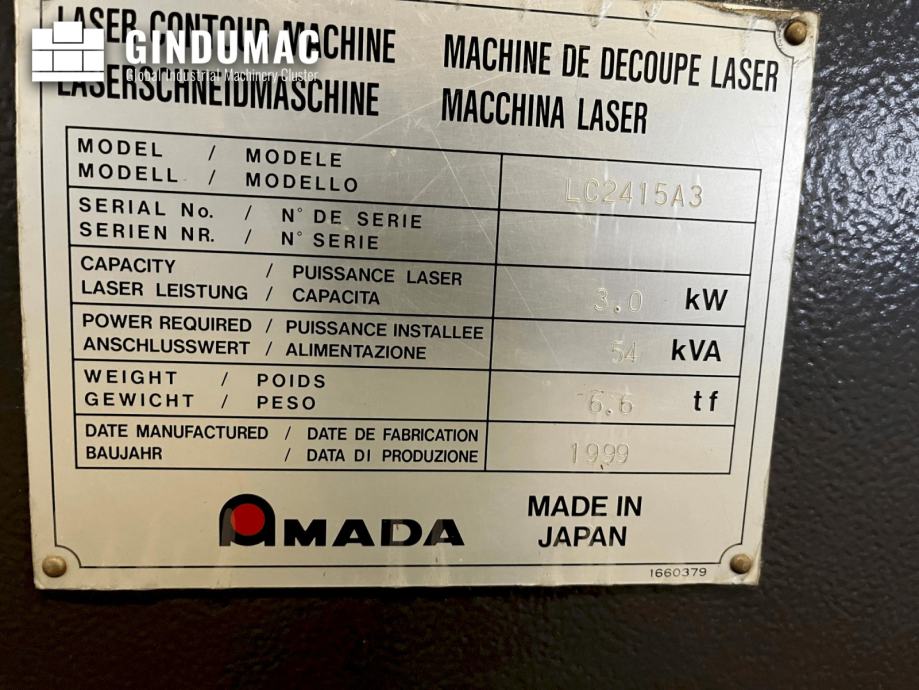 GINDUMAC
Global Industrial Machinery Cluster
LASER CONTOUR MACHINE
MACHINE DE DECOUPE LASER
LASERSCHNEIDMASCHINE
MACCHINA LASER
MODEL / MODELE
MODELL / MODELLO
LC2415A3
SERIAL No. / N° DE SERIE
SERIEN NR. / N° SERIE
CAPACITY / PUISSANCE LASER
LASER LEISTUNG / CAPACITA
3.0 kW
POWER REQUIRED / PUISSANCE INSTALLEE
ANSCHLUSSWERT / ALIMENTAZIONE
54 kVA
WEIGHT / POIDS
GEWICHT / PESO
6.6 tf
DATE MANUFACTURED / DATE DE FABRICATION
BAUJAHR / DATA DI PRODUZIONE
1999
AMADA
MADE IN
JAPAN
1660379